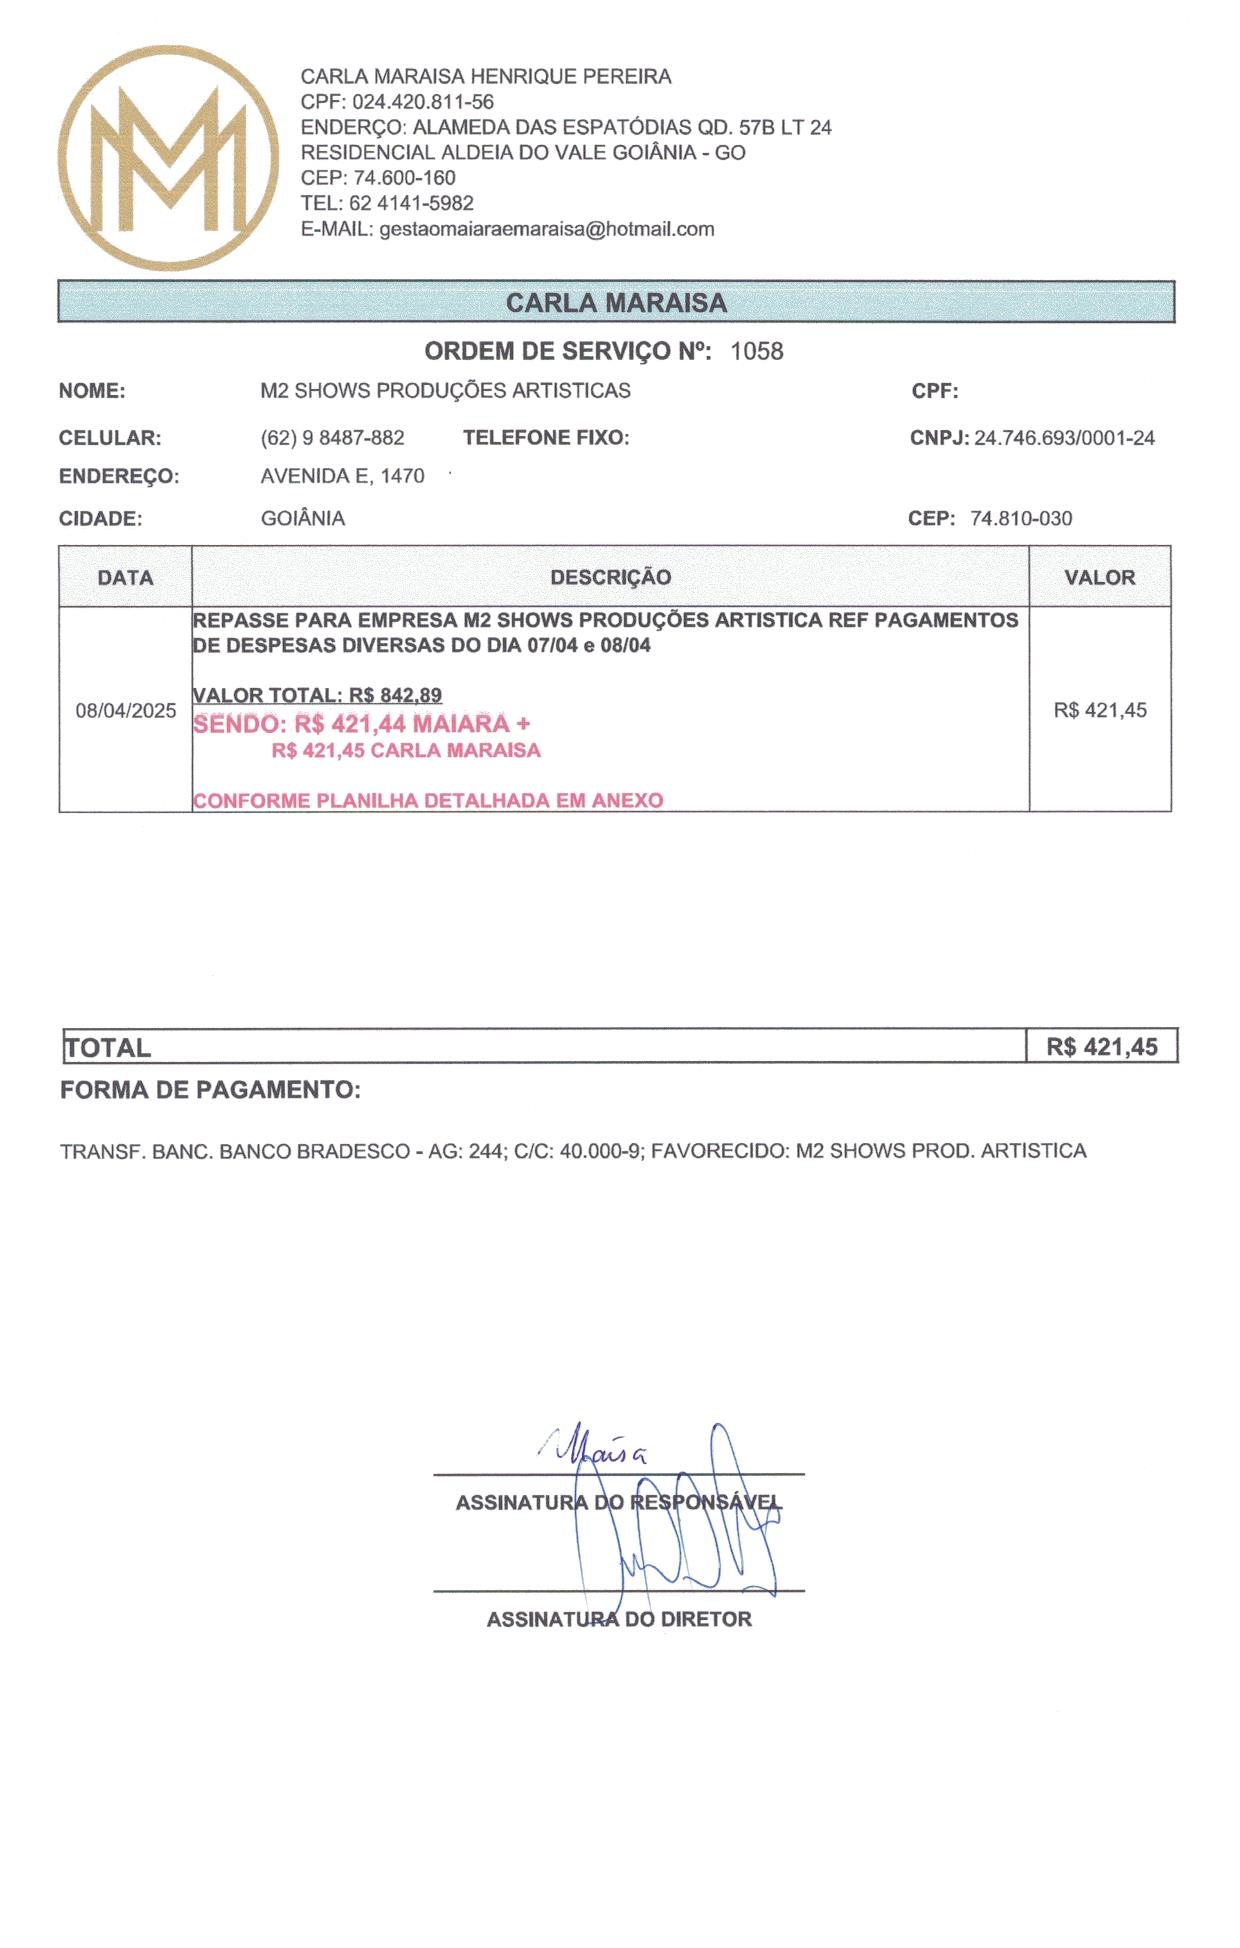 CARLA MARAISA HENRIQUE PEREIRA
CPF: 024.420.811-56
ENDERÇO: ALAMEDA DAS ESPATÓDIAS QD. 57B LT 24
RESIDENCIAL ALDEIA DO VALE GOIÂNIA - GO
CEP: 74.600-160
TEL: 62 4141-5982
E-MAIL: gestaomaiaraemaraisa@hotmail.com
CARLA MARAISA
ORDEM DE SERVIÇO Nº: 1058
NOME: M2 SHOWS PRODUÇÕES ARTISTICAS CPF:
CELULAR: (62) 9 8487-882 TELEFONE FIXO: CNPJ: 24.746.693/0001-24
ENDEREÇO: AVENIDA E, 1470
CIDADE: GOIÂNIA CEP: 74.810-030
DATA DESCRIÇÃO VALOR
REPASSE PARA EMPRESA M2 SHOWS PRODUÇÕES ARTISTICA REF PAGAMENTOS
DE DESPESAS DIVERSAS DO DIA 07/04 e 08/04
VALOR TOTAL: R$ 842,89
08/04/2025 SENDO: R$ 421,44 MAIARA + R$ 421,45
R$ 421,45 CARLA MARAISA
CONFORME PLANILHA DETALHADA EM ANEXO
TOTAL R$ 421,45
FORMA DE PAGAMENTO:
TRANSF. BANC. BANCO BRADESCO - AG: 244; C/C: 40.000-9; FAVORECIDO: M2 SHOWS PROD. ARTISTICA
ASSINATURA DO RESPONSÁVEL
ASSINATURA DO DIRETOR